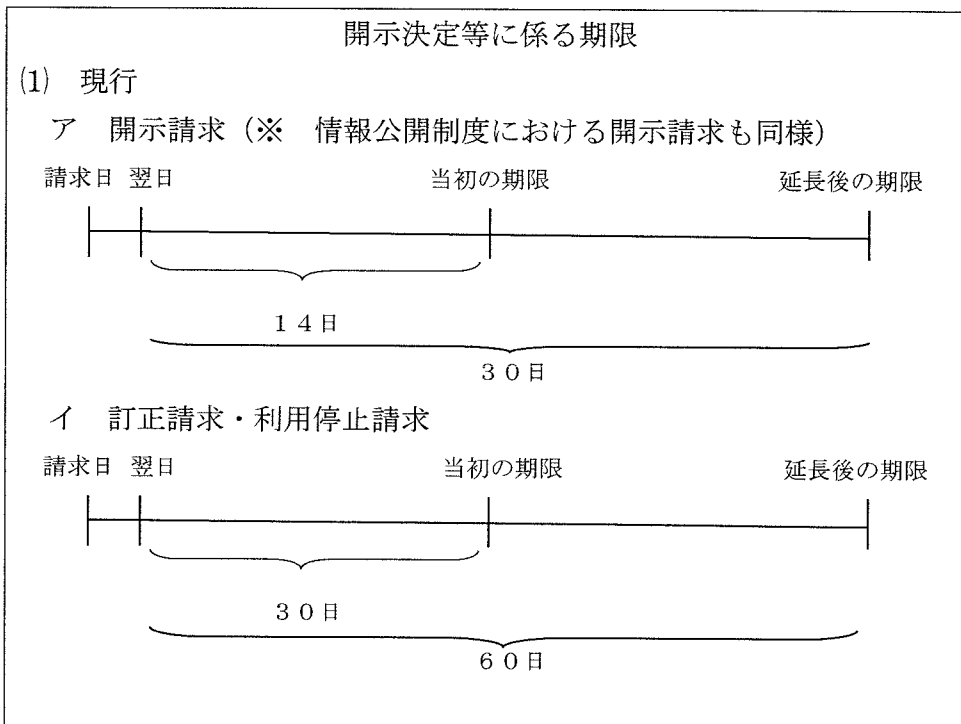 開示決定等に係る期限
⑴　現行
ア　開示請求（※　情報公開制度における開示請求も同様）
請求日 翌日 当初の期限 延長後の期限
１４日
３０日
イ　訂正請求・利用停止請求
請求日 翌日 当初の期限 延長後の期限
３０日
６０日